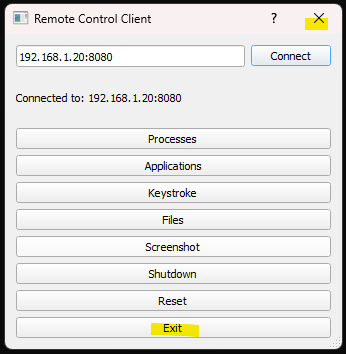 Remote Control Client ?
192.168.1.20:8080 Connect
Connected to: 192.168.1.20:8080
Processes
Applications
Keystroke
Files
Screenshot
Shutdown
Reset
Exit